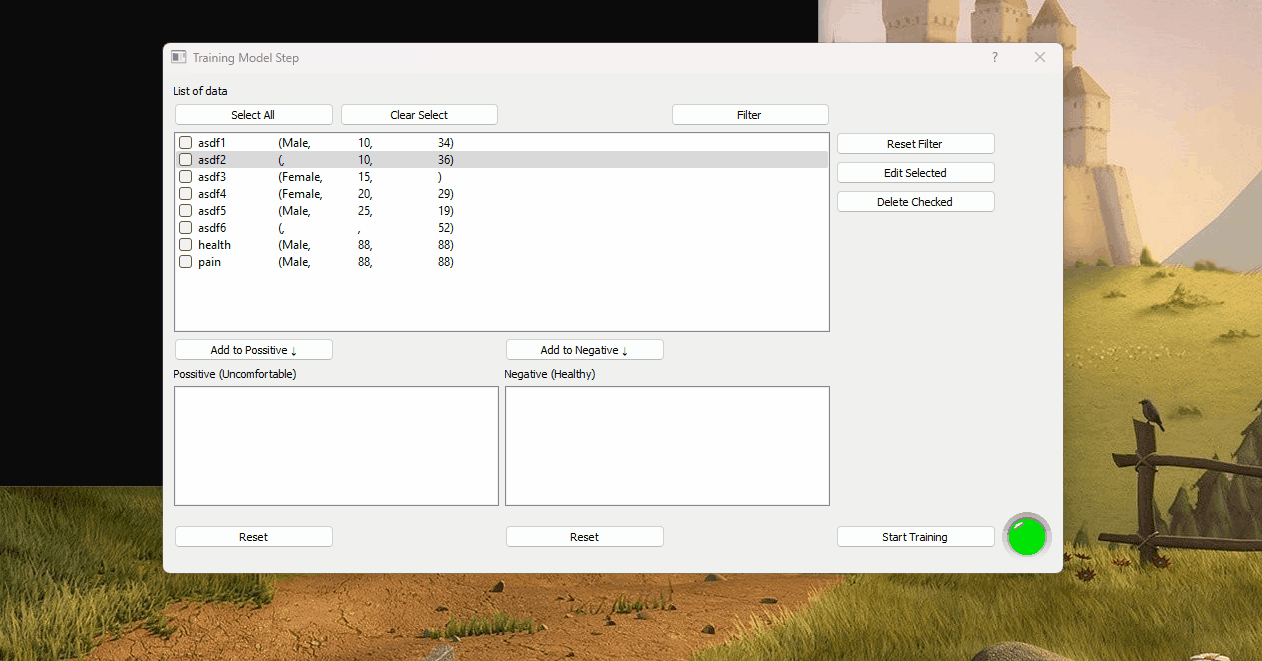 Training Model Step ?
List of data
Select All Clear Select Filter
asdf1 (Male, 10, 34)
asdf2 (, 10, 36)
asdf3 (Female, 15, )
asdf4 (Female, 20, 29)
asdf5 (Male, 25, 19)
asdf6 (, , 52)
health (Male, 88, 88)
pain (Male, 88, 88)
Reset Filter
Edit Selected
Delete Checked
Add to Possitive ↓ Add to Negative ↓
Possitive (Uncomfortable) Negative (Healthy)
Reset Reset Start Training